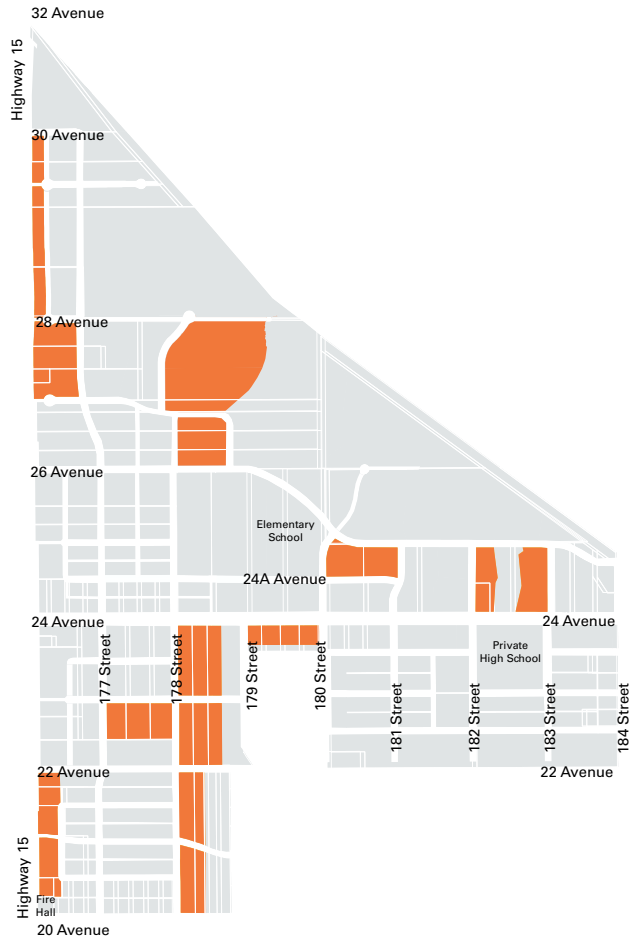 32 Avenue
Highway 15
30 Avenue
28 Avenue
26 Avenue
Elementary
School
24A Avenue
24 Avenue
24 Avenue
177 Street
178 Street
179 Street
180 Street
Private
High School
181 Street
182 Street
183 Street
184 Street
22 Avenue
22 Avenue
Highway 15
Fire
Hall
20 Avenue